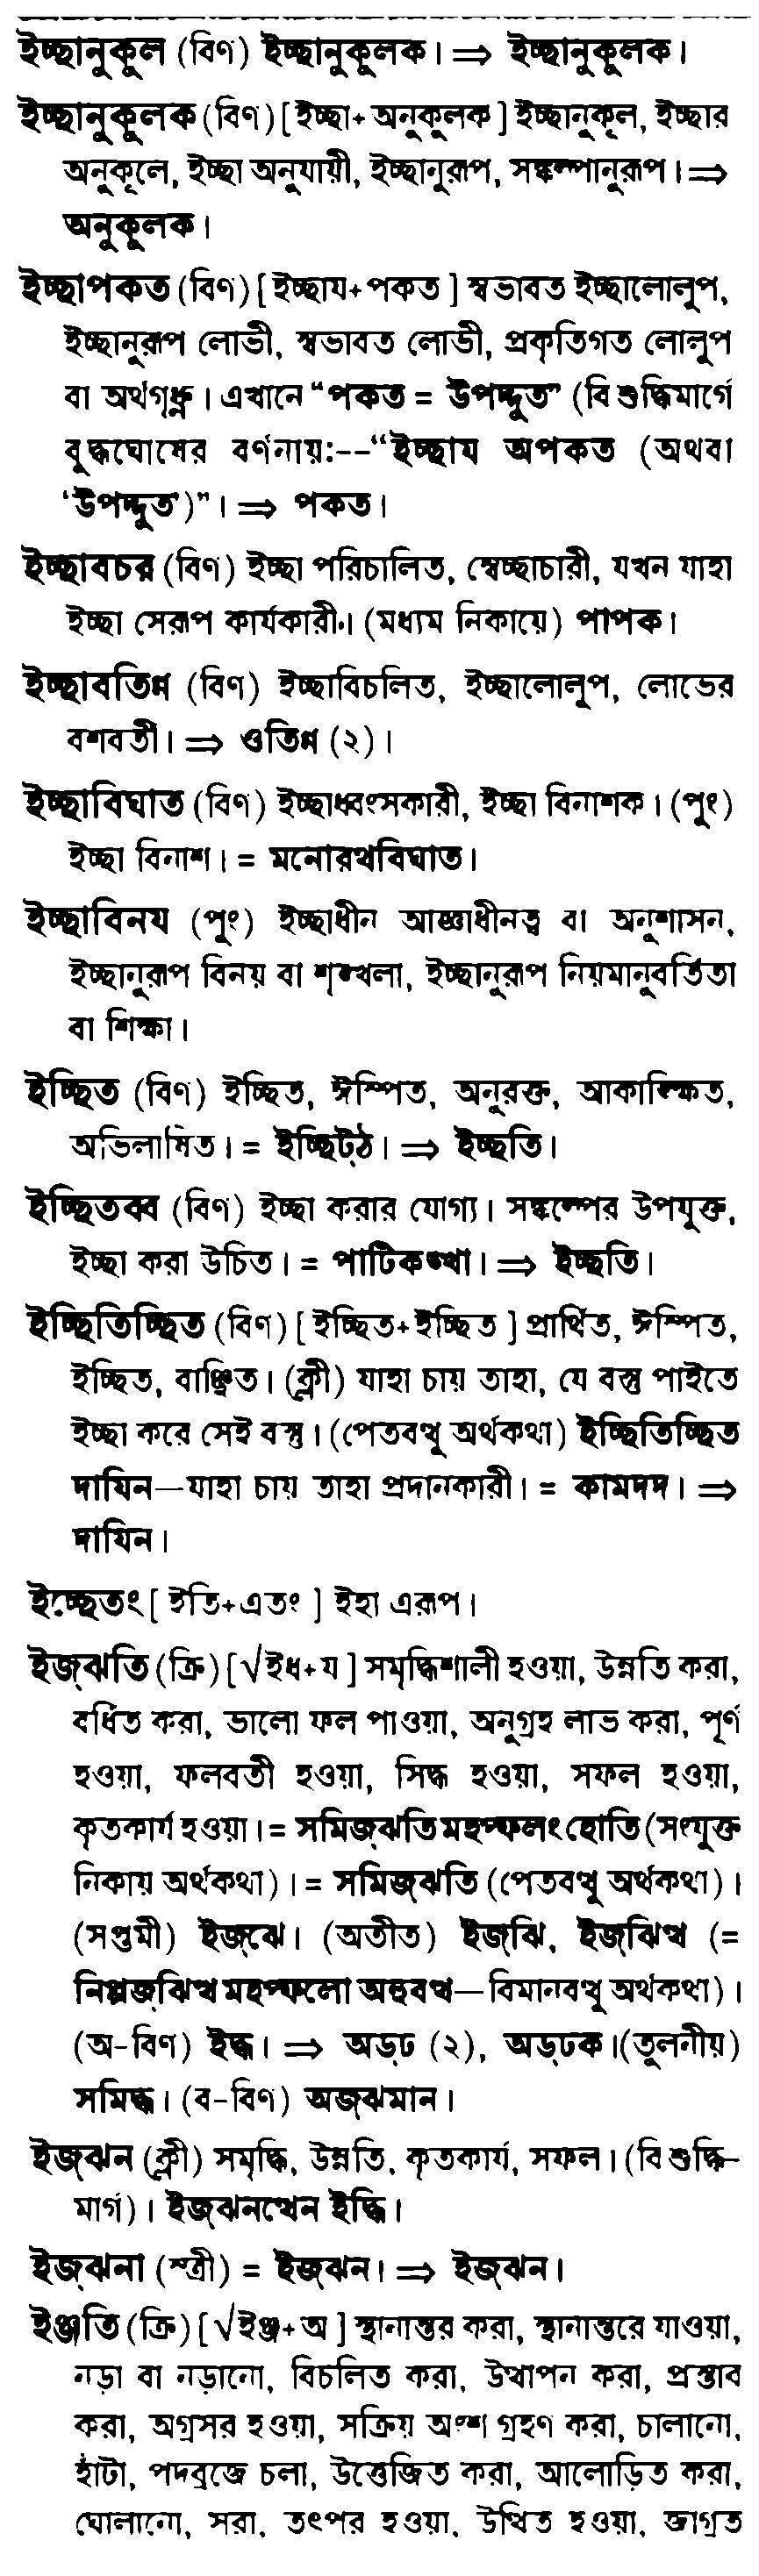 ইচ্ছানুকুল (বিণ) ইচ্ছানুকুলক। ⇒ ইচ্ছানুকুলক।
ইচ্ছানুকুলক (বিণ) [ ইচ্ছা+অনুকুলক ] ইচ্ছানুকূল, ইচ্ছার
অনুকূলে, ইচ্ছা অনুযায়ী, ইচ্ছানুরূপ, সঙ্কল্পানুরূপ। ⇒
অনুকুলক।
ইচ্ছাপকত (বিণ) [ ইচ্ছায+পকত ] স্বভাবত ইচ্ছালোলুপ,
ইচ্ছানুরূপ লোভী, স্বভাবত লোভী, প্রকৃতিগত লোলুপ
বা অর্থগৃধ্নু। এখানে “পকত = উপদ্দুত” (বিশুদ্ধিমার্গে
বুদ্ধঘোষের বর্ণনায়:--“ইচ্ছায অপকত (অথবা
‘উপদ্দুত’)”। ⇒ পকত।
ইচ্ছাবচর (বিণ) ইচ্ছা পরিচালিত, স্বেচ্ছাচারী, যখন যাহা
ইচ্ছা সেরূপ কার্যকারী। (মধ্যম নিকায়ে) পাপক।
ইচ্ছাবতিন্ন (বিণ) ইচ্ছাবিচলিত, ইচ্ছালোলুপ, লোভের
বশবর্তী। ⇒ ওতিন্ন (২)।
ইচ্ছাবিঘাত (বিণ) ইচ্ছাধ্বংসকারী, ইচ্ছা বিনাশক। (পুং)
ইচ্ছা বিনাশ। = মনোরথবিঘাত।
ইচ্ছাবিনয (পুং) ইচ্ছাধীন আজ্ঞাধীনত্ব বা অনুশাসন,
ইচ্ছানুরূপ বিনয় বা শৃঙ্খলা, ইচ্ছানুরূপ নিয়মানুবর্তিতা
বা শিক্ষা।
ইচ্ছিত (বিণ) ইচ্ছিত, ঈপ্সিত, অনুরক্ত, আকাঙ্ক্ষিত,
অভিলাষিত। = ইচ্ছিট্ঠ। ⇒ ইচ্ছতি।
ইচ্ছিতব্ব (বিণ) ইচ্ছা করার যোগ্য। সঙ্কল্পের উপযুক্ত,
ইচ্ছা করা উচিত। = পাটিকঙ্খা। ⇒ ইচ্ছতি।
ইচ্ছিতিচ্ছিত (বিণ) [ ইচ্ছিত+ইচ্ছিত ] প্রার্থিত, ঈপ্সিত,
ইচ্ছিত, বাঞ্ছিত। (ক্লী) যাহা চায় তাহা, যে বস্তু পাইতে
ইচ্ছা করে সেই বস্তু। (পেতবত্থু অর্থকথা) ইচ্ছিতিচ্ছিত
দাযিন—যাহা চায় তাহা প্রদানকারী। = কামদদ। ⇒
দাযিন।
ইচ্ছেতং [ ইতি+এতং ] ইহা এরূপ।
ইজ্ঝতি (ক্রি) [ √ইধ+য ] সমৃদ্ধিশালী হওয়া, উন্নতি করা,
বর্ধিত করা, ভালো ফল পাওয়া, অনুগ্রহ লাভ করা, পূর্ণ
হওয়া, ফলবতী হওয়া, সিদ্ধ হওয়া, সফল হওয়া,
কৃতকার্য হওয়া। = সমিজ্ঝতি মহপ্ফলং হোতি (সংযুক্ত
নিকায় অর্থকথা)। = সমিজ্ঝতি (পেতবত্থু অর্থকথা)।
(সপ্তমী) ইজ্ঝে। (অতীত) ইজ্ঝি, ইজ্ঝিত্থ (=
নিপ্পজ্ঝিত্থ মহপ্ফলো অহুবত্থ—বিমানবত্থু অর্থকথা)।
(অ-বিণ) ইদ্ধ। ⇒ অড্ঢ (২), অড্ঢক। (তুলনীয়)
সমিদ্ধ। (ব-বিণ) অজ্ঝমান।
ইজ্ঝন (ক্লী) সমৃদ্ধি, উন্নতি, কৃতকার্য, সফল। (বিশুদ্ধি-
মার্গ)। ইজ্ঝনত্থেন ইদ্ধি।
ইজ্ঝনা (স্ত্রী) = ইজ্ঝন। ⇒ ইজ্ঝন।
ইঞ্জতি (ক্রি) [ √ইঞ্জ+অ ] স্থানান্তর করা, স্থানান্তরে যাওয়া,
নড়া বা নড়ানো, বিচলিত করা, উত্থাপন করা, প্রস্তাব
করা, অগ্রসর হওয়া, সক্রিয় অংশ গ্রহণ করা, চালানো,
হাঁটা, পদব্রজে চলা, উত্তেজিত করা, আলোড়িত করা,
ঘোলানো, সরা, তৎপর হওয়া, উত্থিত হওয়া, জাগ্রত